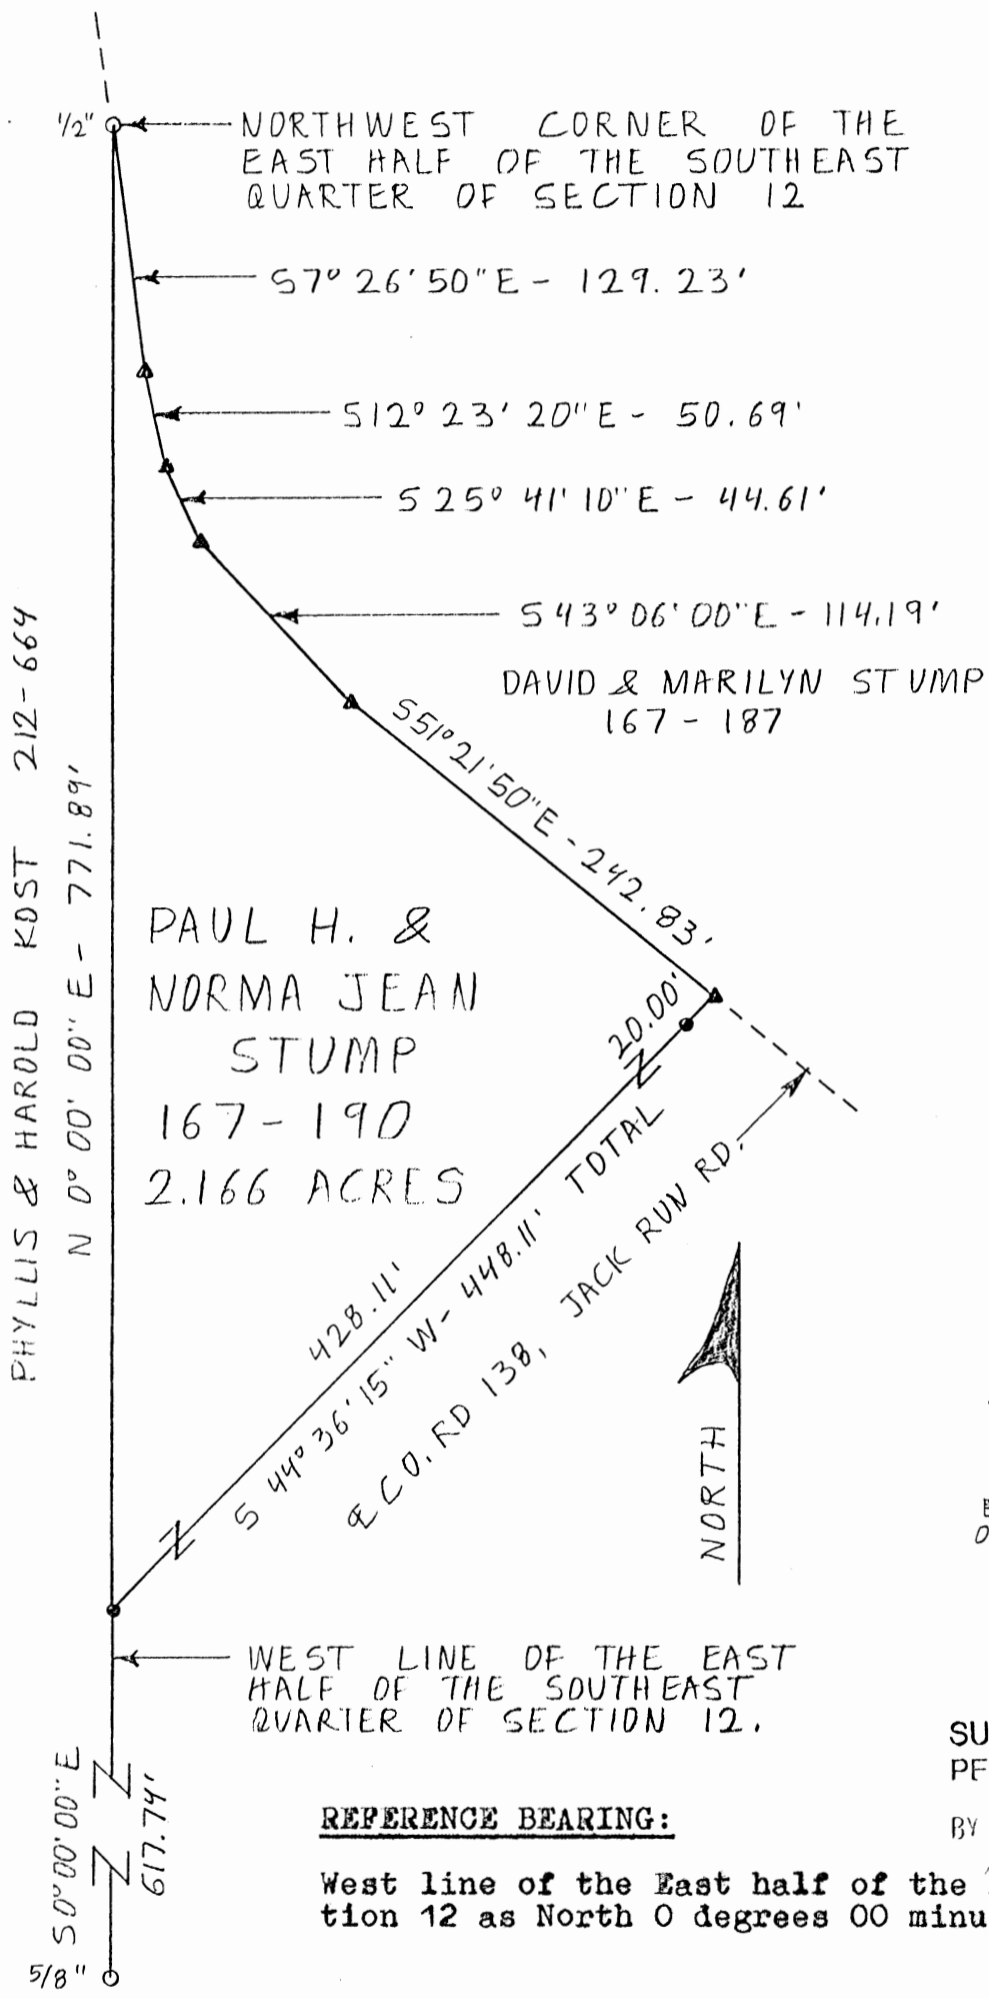 1/2"
NORTHWEST CORNER OF THE
EAST HALF OF THE SOUTHEAST
QUARTER OF SECTION 12
S7° 26' 50" E - 129.23'
S12° 23' 20" E - 50.69'
S 25° 41' 10" E - 44.61'
S 43° 06' 00" E - 114.19'
DAVID & MARILYN STUMP
167 - 187
S51° 21' 50" E - 242.83'
PHYLLIS & HAROLD KOST 212-664
N 0° 00' 00" E - 771.89'
PAUL H. &
NORMA JEAN
STUMP
167-190
2.166 ACRES
20.00'
428.11'
S 44° 36' 15" W - 448.11' TOTAL
℄ CO. RD 138, JACK RUN RD.
NORTH
WEST LINE OF THE EAST
HALF OF THE SOUTHEAST
QUARTER OF SECTION 12.
S 0° 00' 00" E
617.74'
5/8"
SU
PE
BY
REFERENCE BEARING:
West line of the East half of the
tion 12 as North 0 degrees 00 minu